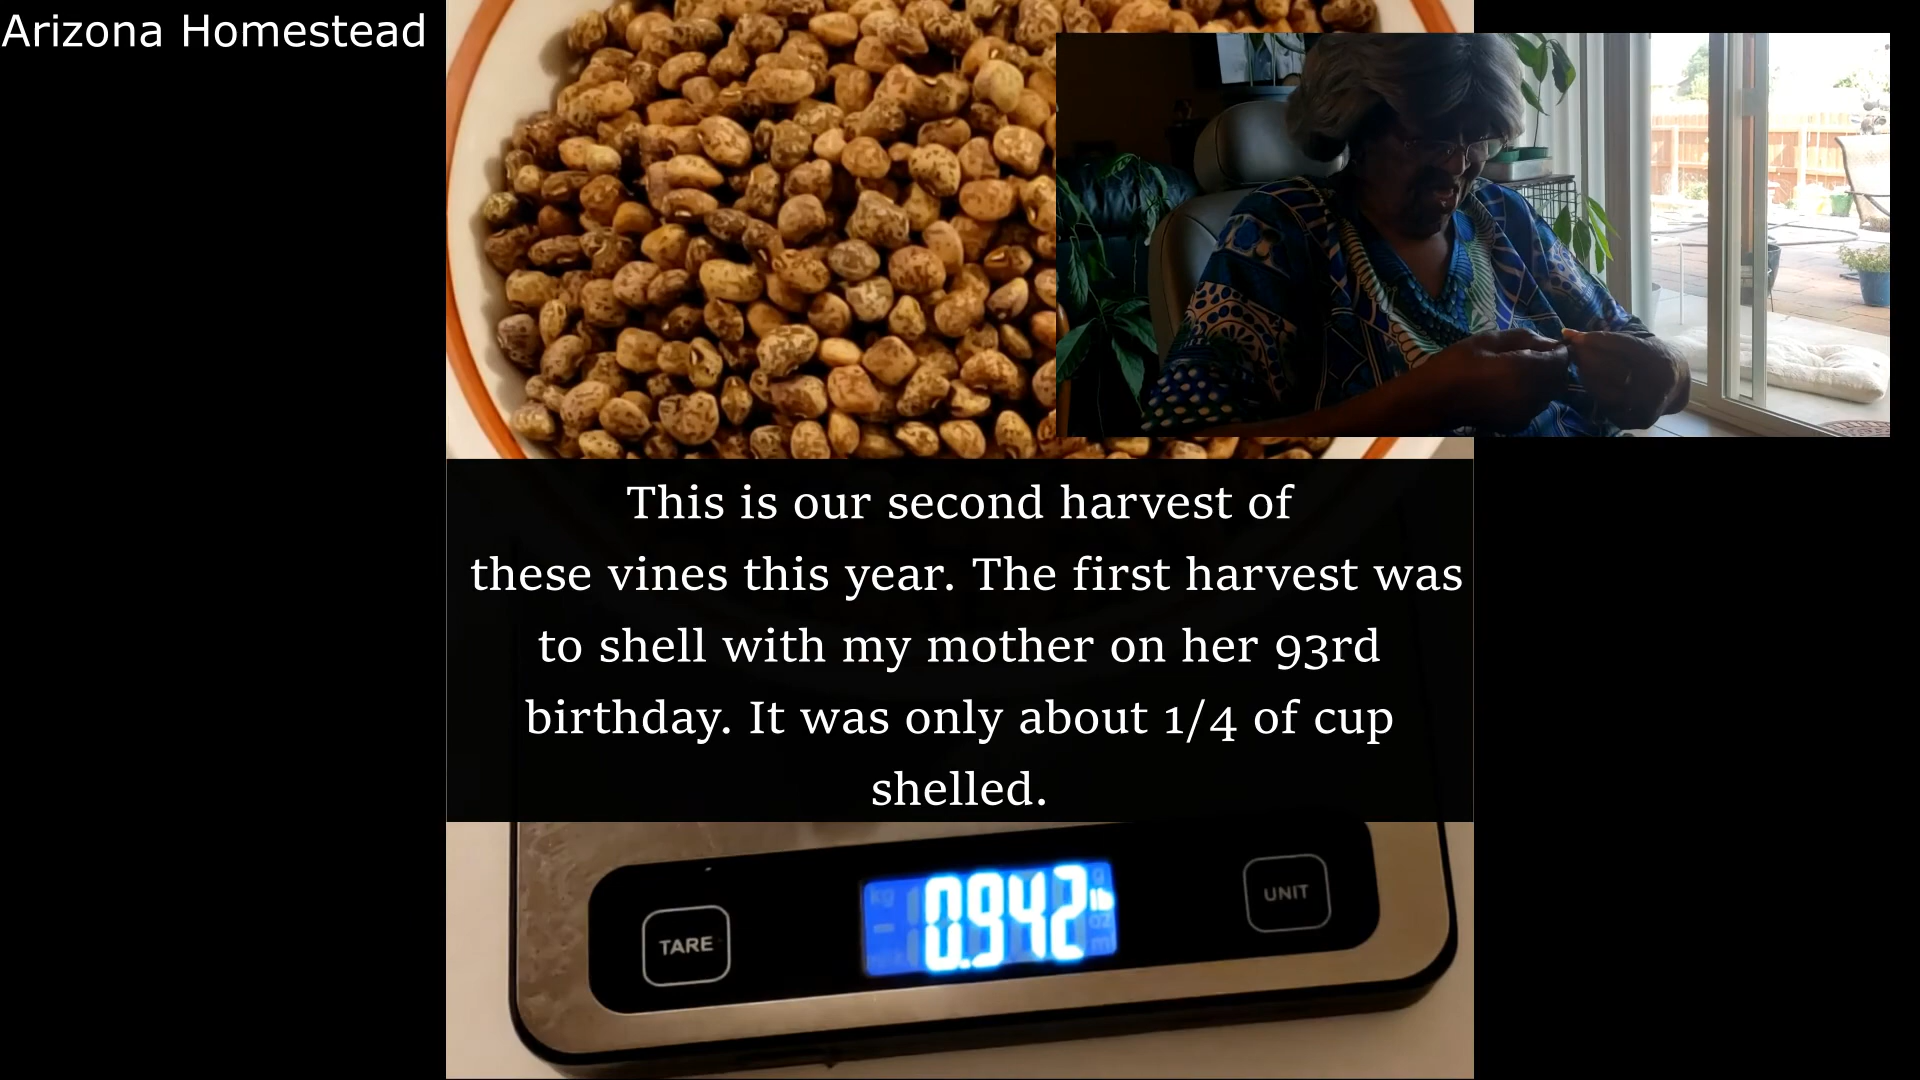 Arizona Homestead
This is our second harvest of
these vines this year. The first harvest was
to shell with my mother on her 93rd
birthday. It was only about 1/4 of cup
shelled.
TARE
0.942 lb
UNIT